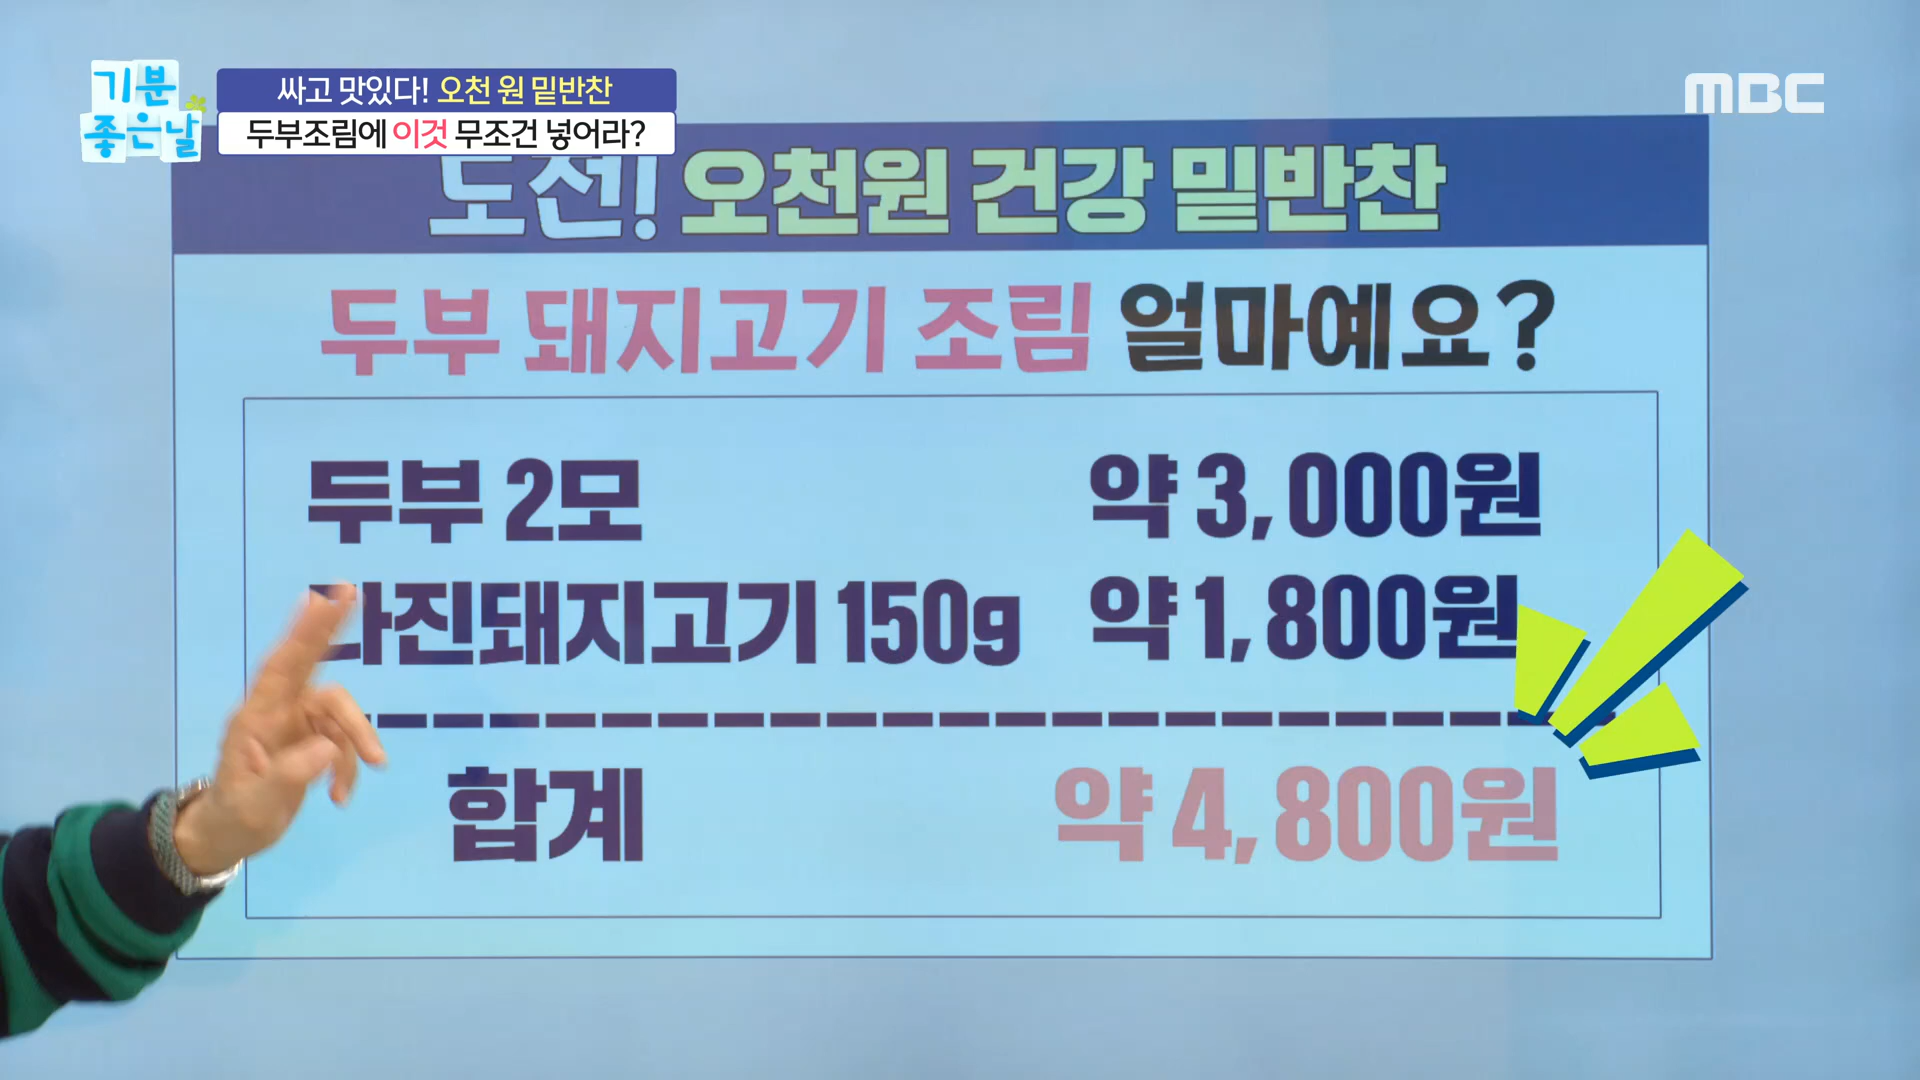 기분
좋은날
싸고 맛있다! 오천 원 밑반찬
두부조림에 이것 무조건 넣어라?
MBC
도전! 오천원 건강 밑반찬
두부 돼지고기 조림 얼마예요?
두부 2모 약 3,000원
다진돼지고기 150g 약 1,800원
합계 약 4,800원